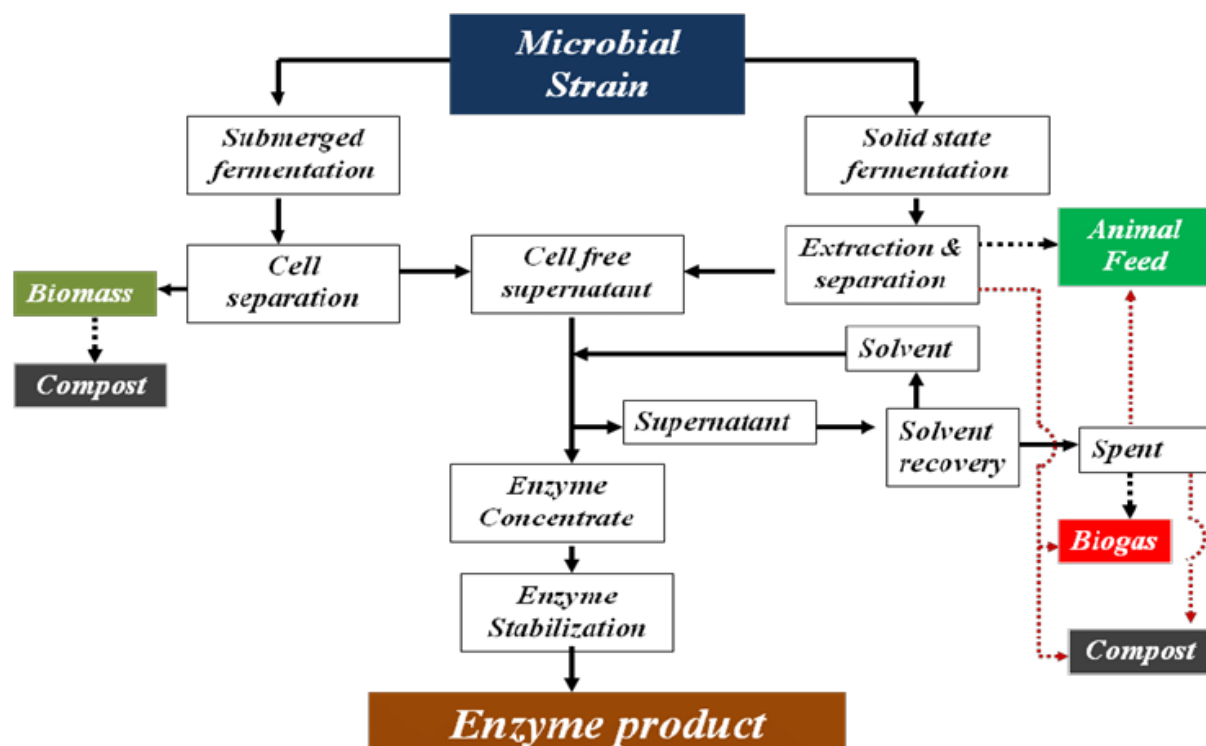 Microbial
Strain
Submerged
fermentation
Solid state
fermentation
Cell
separation
Cell free
supernatant
Extraction &
separation
Animal
Feed
Biomass
Compost
Solvent
Supernatant
Solvent
recovery
Spent
Enzyme
Concentrate
Biogas
Enzyme
Stabilization
Compost
Enzyme product